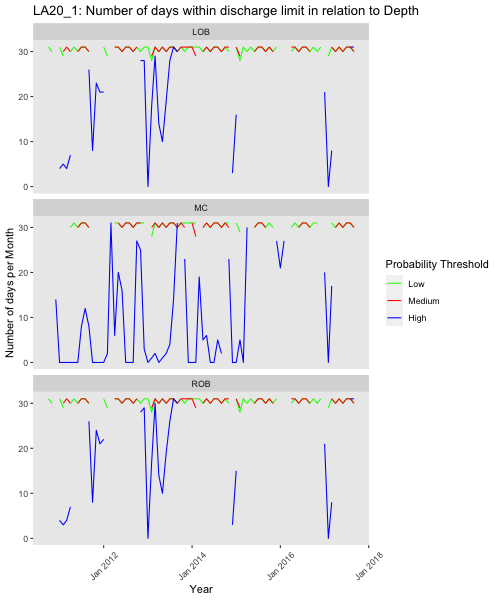 LA20_1: Number of days within discharge limit in relation to Depth
LOB
30
20
10
0
MC
30
20
10
0
ROB
30
20
10
0
Number of days per Month
Jan 2012
Jan 2014
Jan 2016
Jan 2018
Year
Probability Threshold
Low
Medium
High